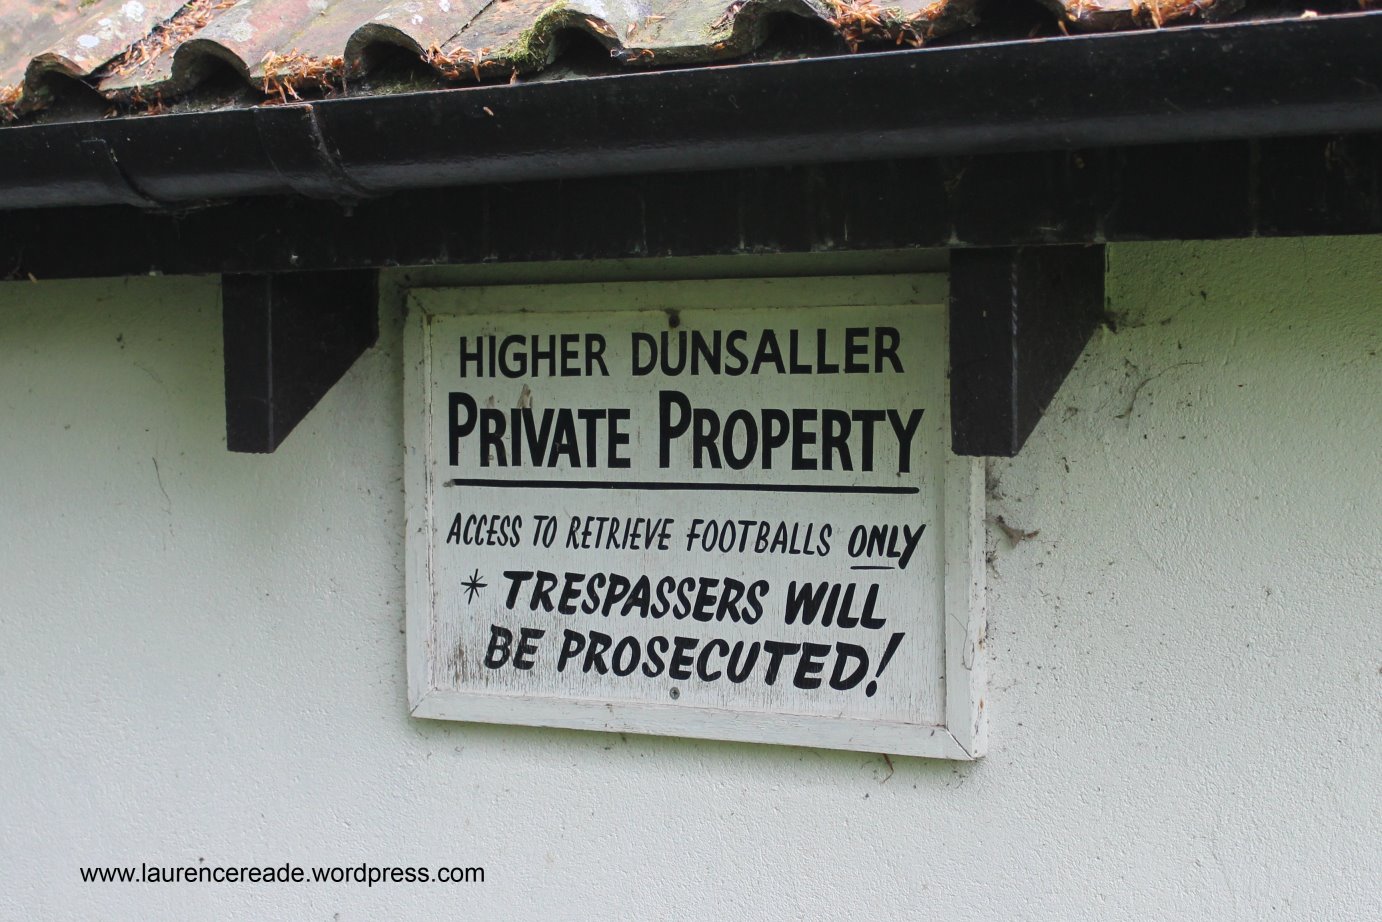 HIGHER DUNSALLER
PRIVATE PROPERTY
ACCESS TO RETRIEVE FOOTBALLS ONLY
* TRESPASSERS WILL
BE PROSECUTED!
www.laurencereade.wordpress.com